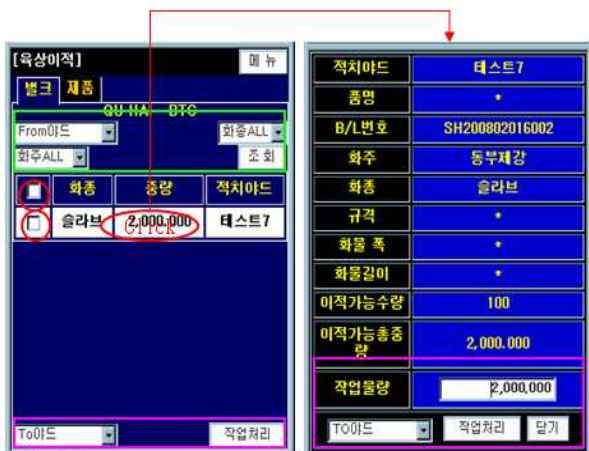 [육상이적] 메 뉴
벌크 제품
From야드 화종ALL
화주ALL 조 회
화종 중량 적치야드
슬라브 2,000,000 테스트7
Click
To야드 작업처리
적치야드 테스트7
품명 *
B/L번호 SH200802016002
화주 동부제강
화종 슬라브
규격 *
화물 폭 *
화물길이 *
이적가능수량 100
이적가능총중
량 2,000.000
작업물량 2,000,000
TO야드 작업처리 닫기